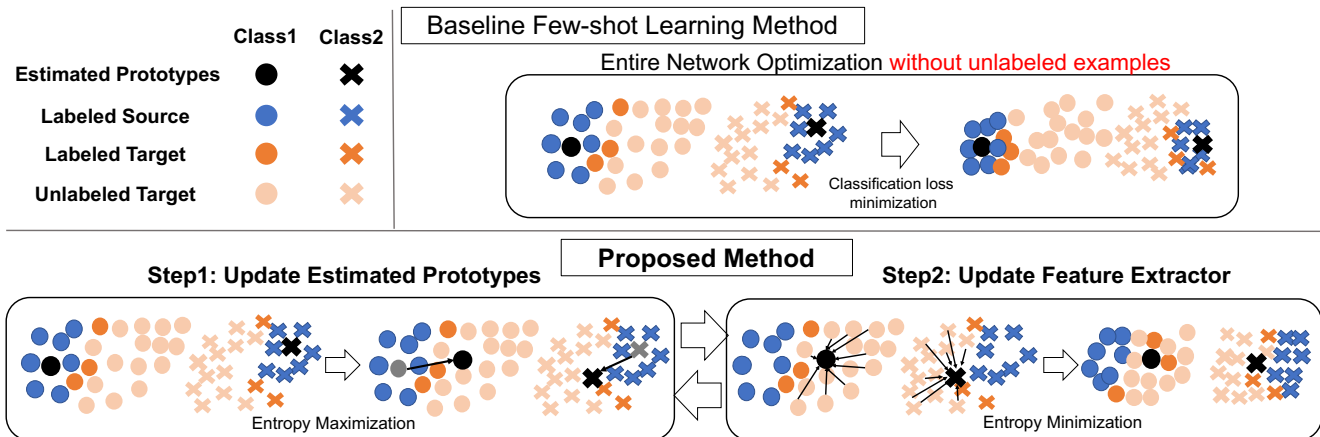 Class1 Class2
Estimated Prototypes
Labeled Source
Labeled Target
Unlabeled Target
Baseline Few-shot Learning Method
Entire Network Optimization without unlabeled examples
Classification loss
minimization
Proposed Method
Step1: Update Estimated Prototypes
Entropy Maximization
Step2: Update Feature Extractor
Entropy Minimization